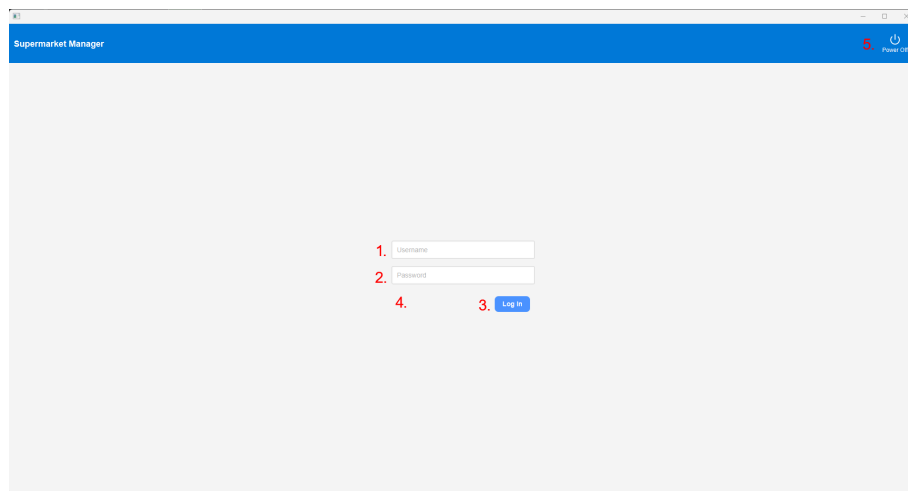 Supermarket Manager
5.
Power Off
1. Username
2. Password
4.
3. Log In